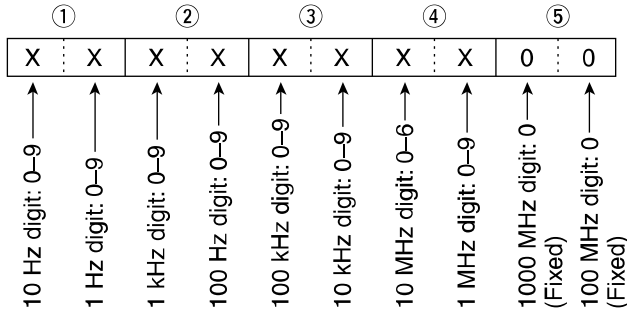 ① ② ③ ④ ⑤
X X X X X X X X 0 0
10 Hz digit: 0–9
1 Hz digit: 0–9
1 kHz digit: 0–9
100 Hz digit: 0–9
100 kHz digit: 0–9
10 kHz digit: 0–9
10 MHz digit: 0–6
1 MHz digit: 0–9
1000 MHz digit: 0
(Fixed)
100 MHz digit: 0
(Fixed)